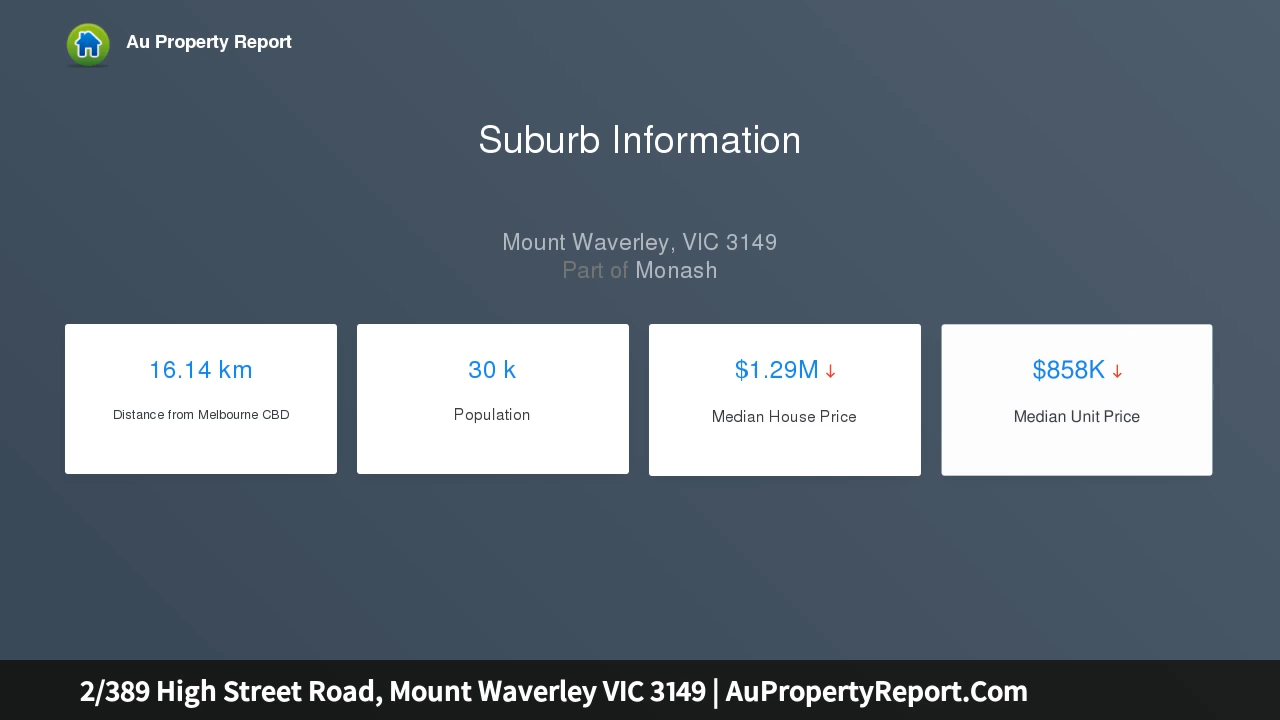 Au Property Report
Suburb Information
Mount Waverley, VIC 3149
Part of Monash
16.14 km
Distance from Melbourne CBD
30 k
Population
$1.29M ↓
Median House Price
$858K ↓
Median Unit Price
2/389 High Street Road, Mount Waverley VIC 3149 | AuPropertyReport.Com